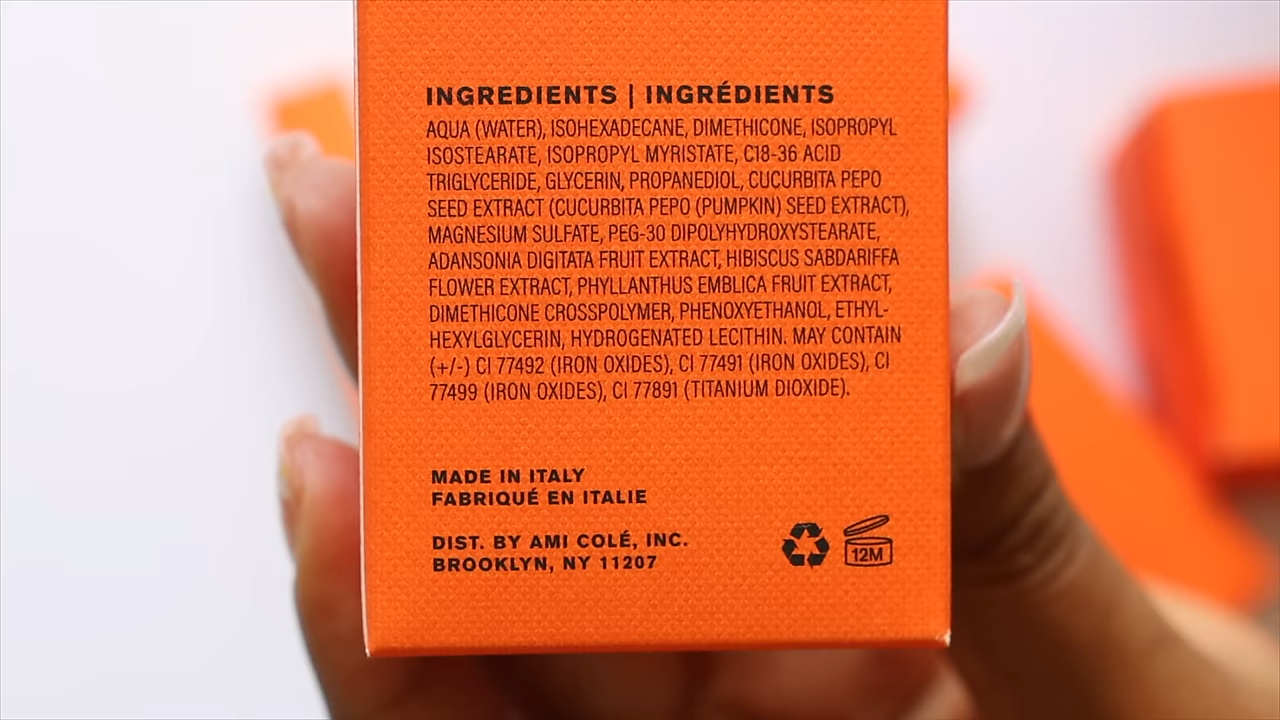 INGREDIENTS | INGRÉDIENTS
AQUA (WATER), ISOHEXADECANE, DIMETHICONE, ISOPROPYL
ISOSTEARATE, ISOPROPYL MYRISTATE, C18-36 ACID
TRIGLYCERIDE, GLYCERIN, PROPANEDIOL, CUCURBITA PEPO
SEED EXTRACT (CUCURBITA PEPO (PUMPKIN) SEED EXTRACT),
MAGNESIUM SULFATE, PEG-30 DIPOLYHYDROXYSTEARATE,
ADANSONIA DIGITATA FRUIT EXTRACT, HIBISCUS SABDARIFFA
FLOWER EXTRACT, PHYLLANTHUS EMBLICA FRUIT EXTRACT,
DIMETHICONE CROSSPOLYMER, PHENOXYETHANOL, ETHYL-
HEXYLGLYCERIN, HYDROGENATED LECITHIN. MAY CONTAIN
(+/-) CI 77492 (IRON OXIDES), CI 77491 (IRON OXIDES), CI
77499 (IRON OXIDES), CI 77891 (TITANIUM DIOXIDE).
MADE IN ITALY
FABRIQUÉ EN ITALIE
DIST. BY AMI COLÉ, INC.
BROOKLYN, NY 11207
12M